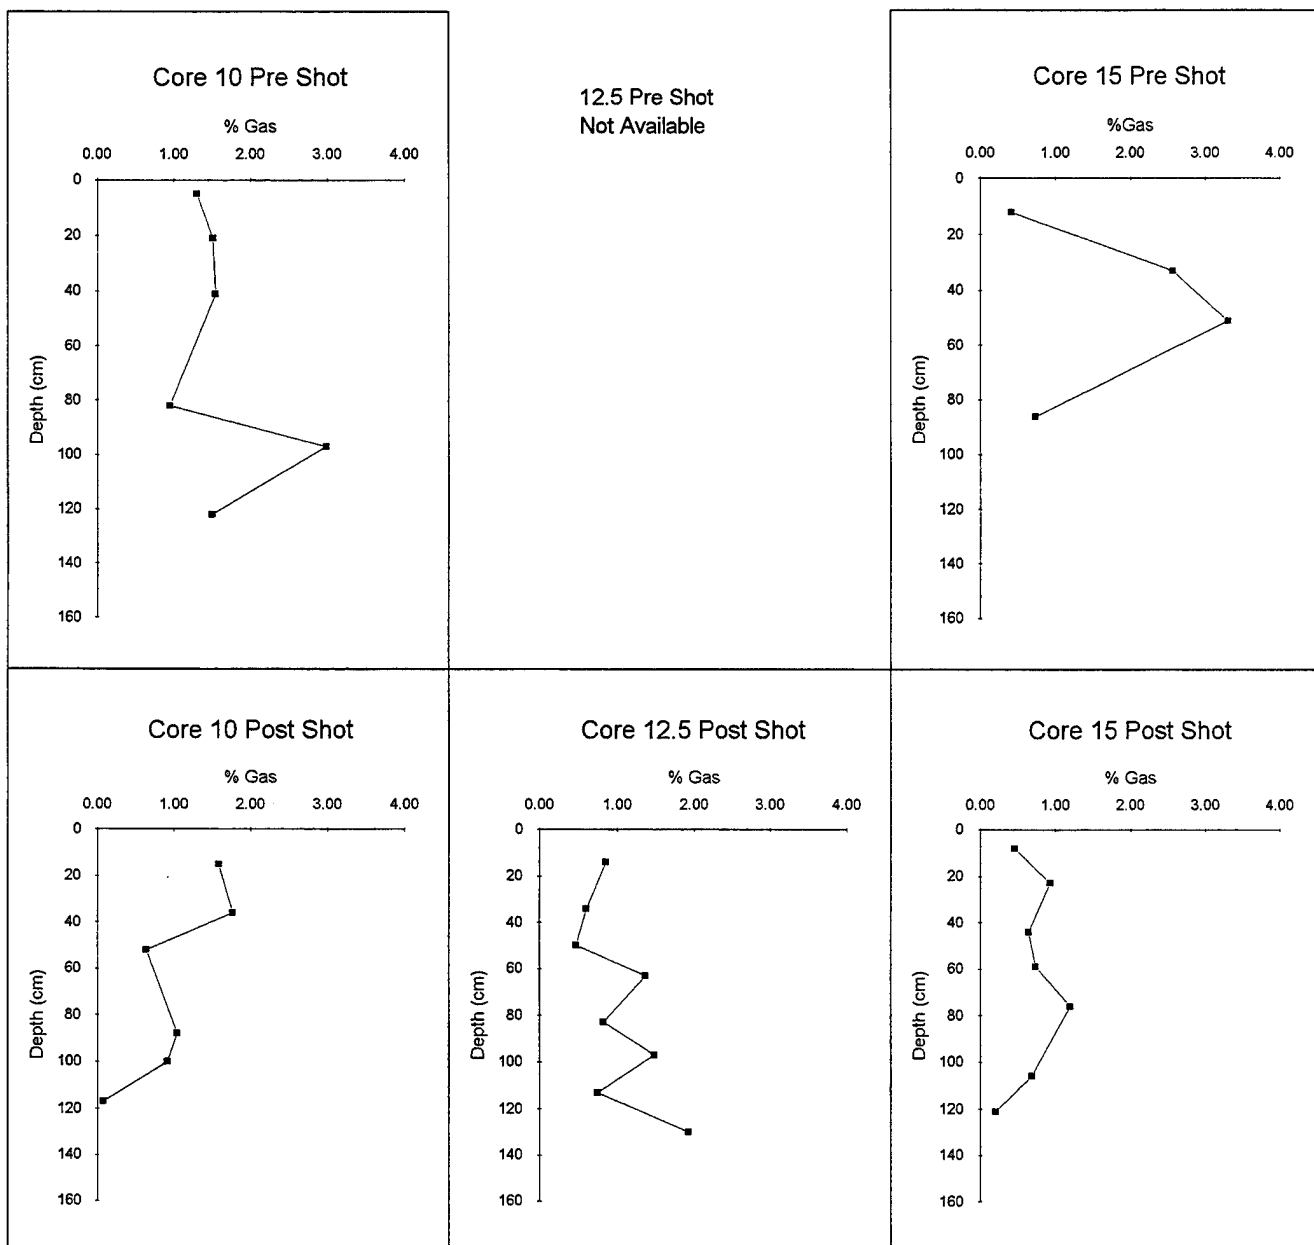 Core 10 Pre Shot
% Gas
0.00 1.00 2.00 3.00 4.00
0
20
40
60
80
100
120
140
160
Depth (cm)
12.5 Pre Shot
Not Available
Core 15 Pre Shot
%Gas
0.00 1.00 2.00 3.00 4.00
0
20
40
60
80
100
120
140
160
Depth (cm)
Core 10 Post Shot
% Gas
0.00 1.00 2.00 3.00 4.00
0
20
40
60
80
100
120
140
160
Depth (cm)
Core 12.5 Post Shot
% Gas
0.00 1.00 2.00 3.00 4.00
0
20
40
60
80
100
120
140
160
Depth (cm)
Core 15 Post Shot
% Gas
0.00 1.00 2.00 3.00 4.00
0
20
40
60
80
100
120
140
160
Depth (cm)